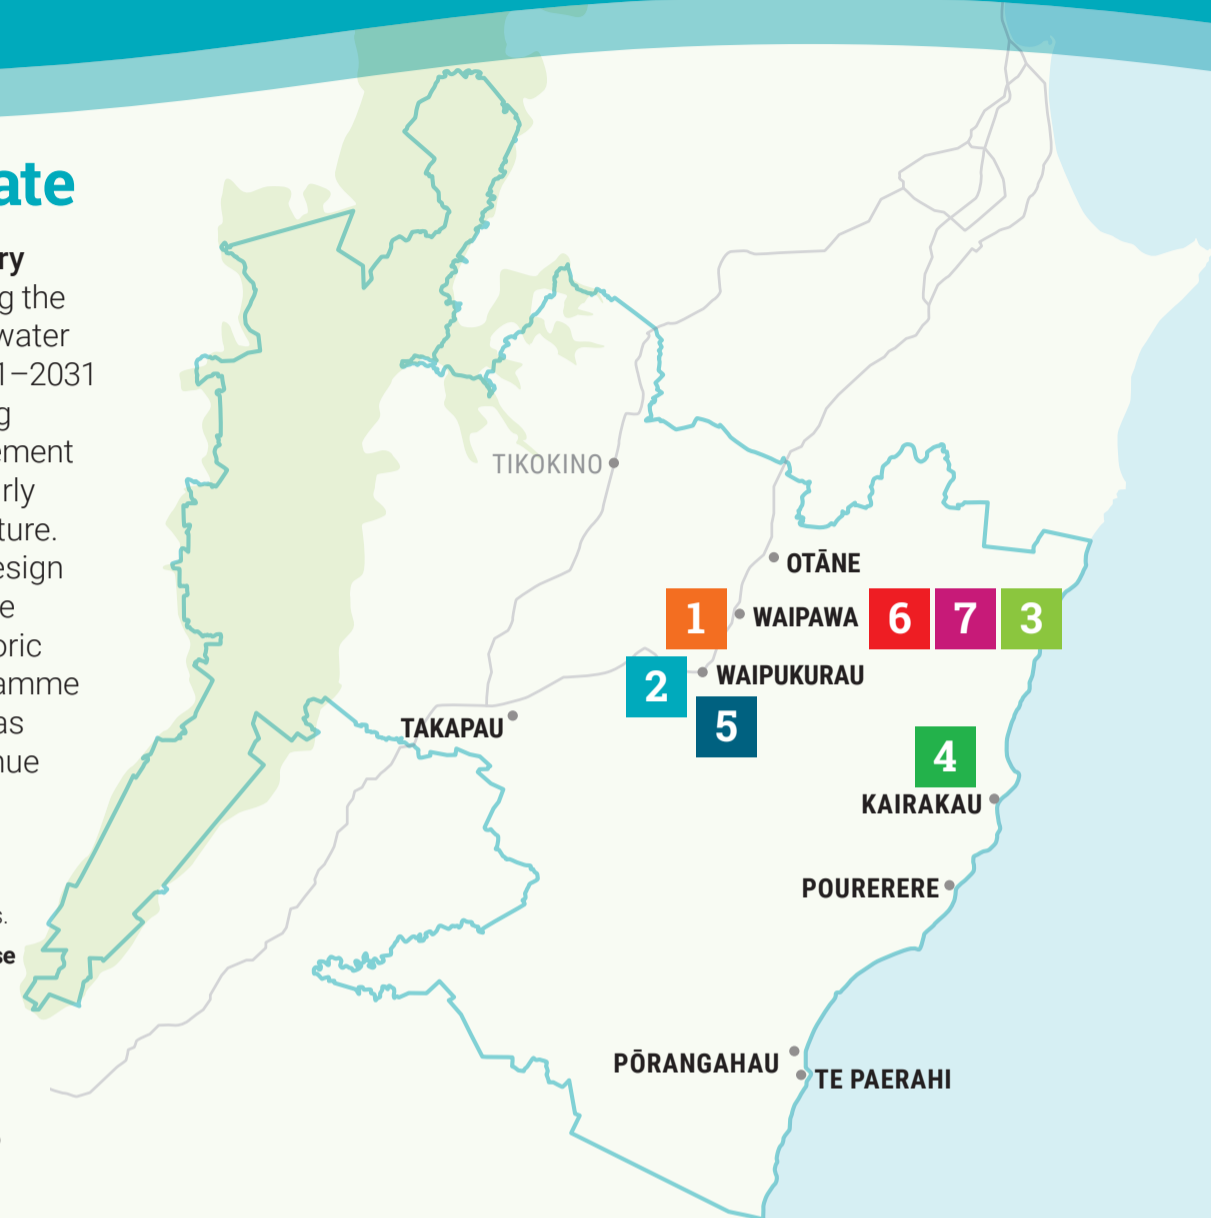 ate
ry
g the
water
1–2031
g
ement
rly
ture.
esign
e
oric
amme
as
nue
s.
se
TIKOKINO
OTĀNE
1 WAIPAWA 6 7 3
2 WAIPUKURAU
5
TAKAPAU
4
KAIRAKAU
POURERERE
PŌRANGAHAU
TE PAERAHI